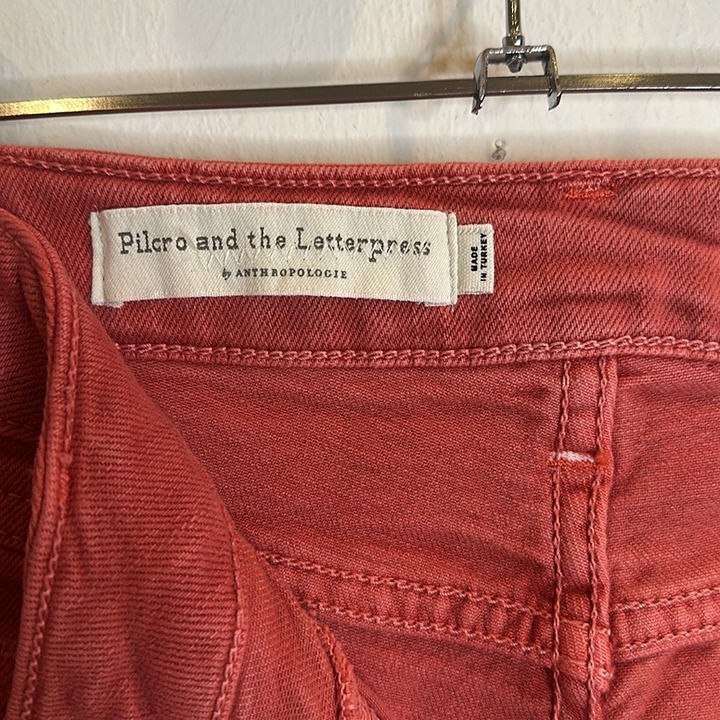 Pilcro and the Letterpress
by ANTHROPOLOGIE
MADE
IN TURKEY